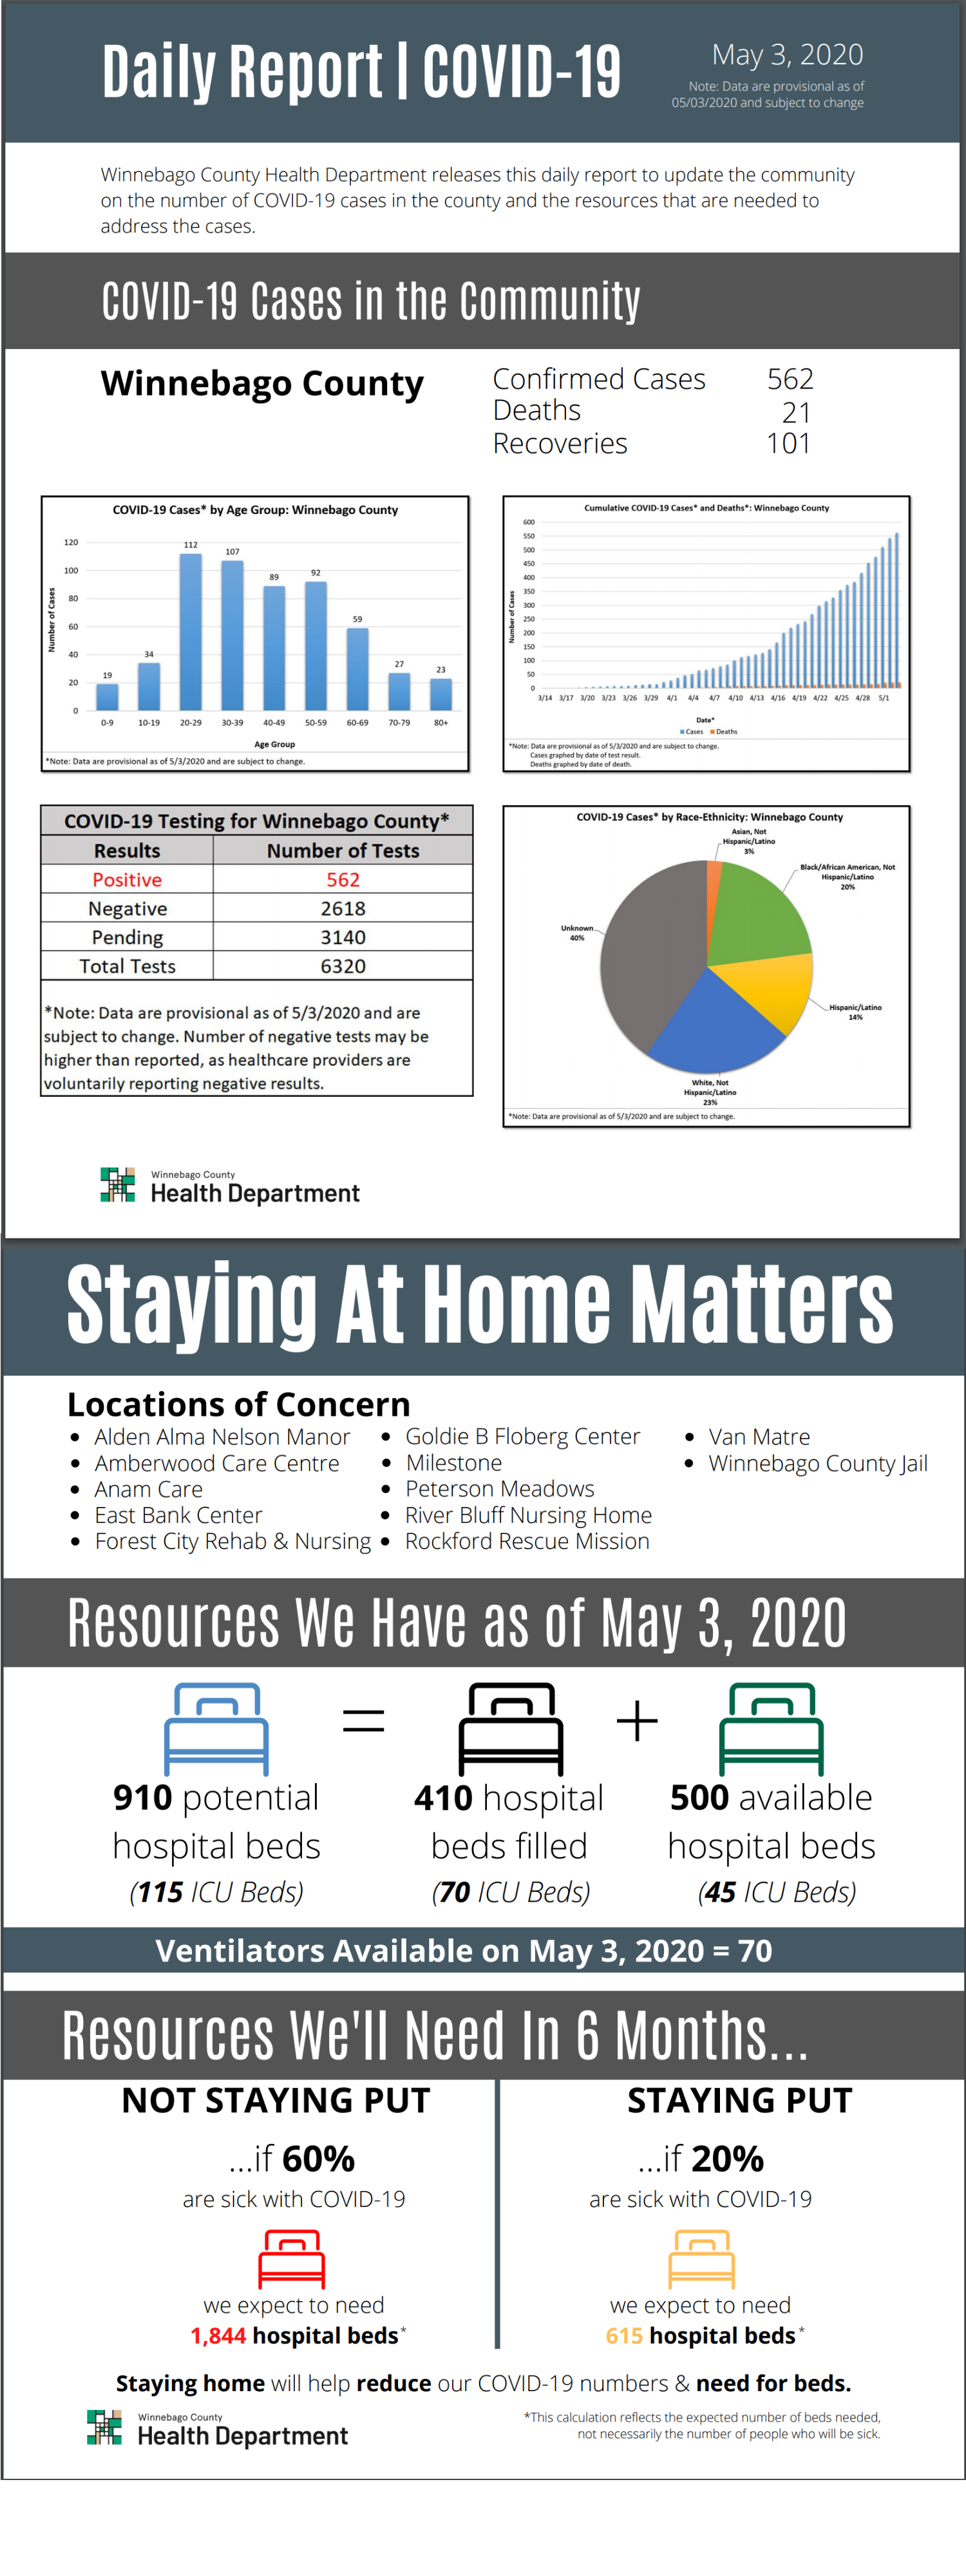 Daily Report | COVID-19
May 3, 2020
Note: Data are provisional as of
05/03/2020 and subject to change
Winnebago County Health Department releases this daily report to update the community
on the number of COVID-19 cases in the county and the resources that are needed to
address the cases.
COVID-19 Cases in the Community
Winnebago County
Confirmed Cases 562
Deaths 21
Recoveries 101
COVID-19 Cases* by Age Group: Winnebago County
Number of Cases
120
100
80
60
40
20
0
19
34
112
107
89
92
59
27
23
0-9 10-19 20-29 30-39 40-49 50-59 60-69 70-79 80+
Age Group
*Note: Data are provisional as of 5/3/2020 and are subject to change.
Cumulative COVID-19 Cases* and Deaths*: Winnebago County
Number of Cases
600
550
500
450
400
350
300
250
200
150
100
50
0
3/14 3/17 3/20 3/23 3/26 3/29 4/1 4/4 4/7 4/10 4/13 4/16 4/19 4/22 4/25 4/28 5/1
Date*
Cases Deaths
*Note: Data are provisional as of 5/3/2020 and are subject to change.
Cases graphed by date of test result.
Deaths graphed by date of death.
COVID-19 Testing for Winnebago County*
Results Number of Tests
Positive 562
Negative 2618
Pending 3140
Total Tests 6320
*Note: Data are provisional as of 5/3/2020 and are
subject to change. Number of negative tests may be
higher than reported, as healthcare providers are
voluntarily reporting negative results.
COVID-19 Cases* by Race-Ethnicity: Winnebago County
Asian, Not
Hispanic/Latino
3%
Black/African American, Not
Hispanic/Latino
20%
Unknown
40%
Hispanic/Latino
14%
White, Not
Hispanic/Latino
23%
*Note: Data are provisional as of 5/3/2020 and are subject to change.
Winnebago County
Health Department
Staying At Home Matters
Locations of Concern
• Alden Alma Nelson Manor
• Amberwood Care Centre
• Anam Care
• East Bank Center
• Forest City Rehab & Nursing
• Goldie B Floberg Center
• Milestone
• Peterson Meadows
• River Bluff Nursing Home
• Rockford Rescue Mission
• Van Matre
• Winnebago County Jail
Resources We Have as of May 3, 2020
=
+
910 potential
hospital beds
(115 ICU Beds)
410 hospital
beds filled
(70 ICU Beds)
500 available
hospital beds
(45 ICU Beds)
Ventilators Available on May 3, 2020 = 70
Resources We'll Need In 6 Months...
NOT STAYING PUT
...if 60%
are sick with COVID-19
we expect to need
1,844 hospital beds*
STAYING PUT
...if 20%
are sick with COVID-19
we expect to need
615 hospital beds*
Staying home will help reduce our COVID-19 numbers & need for beds.
Winnebago County
Health Department
*This calculation reflects the expected number of beds needed,
not necessarily the number of people who will be sick.